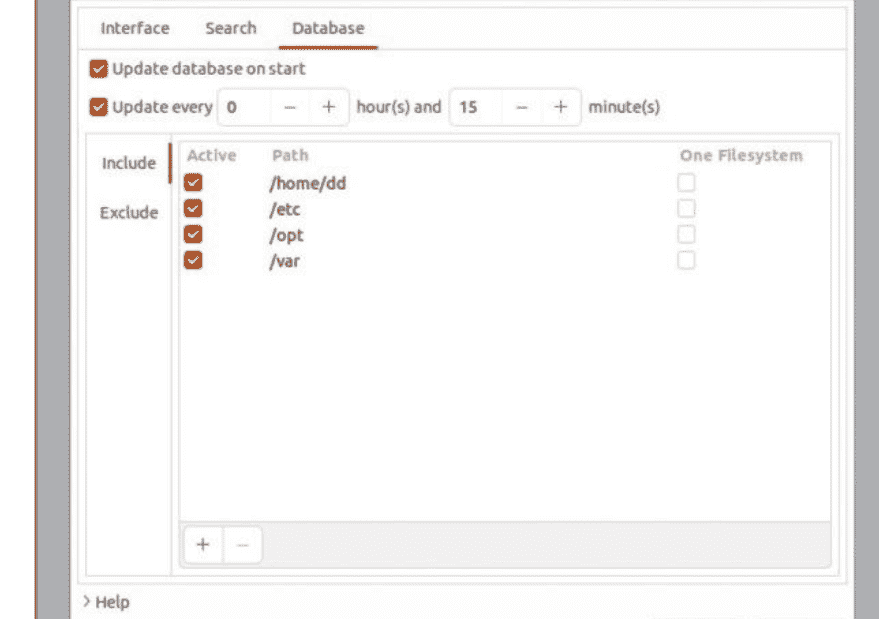 Interface Search Database
Update database on start
Update every 0 − + hour(s) and 15 − + minute(s)
Include
Exclude
Active Path One Filesystem
/home/dd
/etc
/opt
/var
+ −
> Help